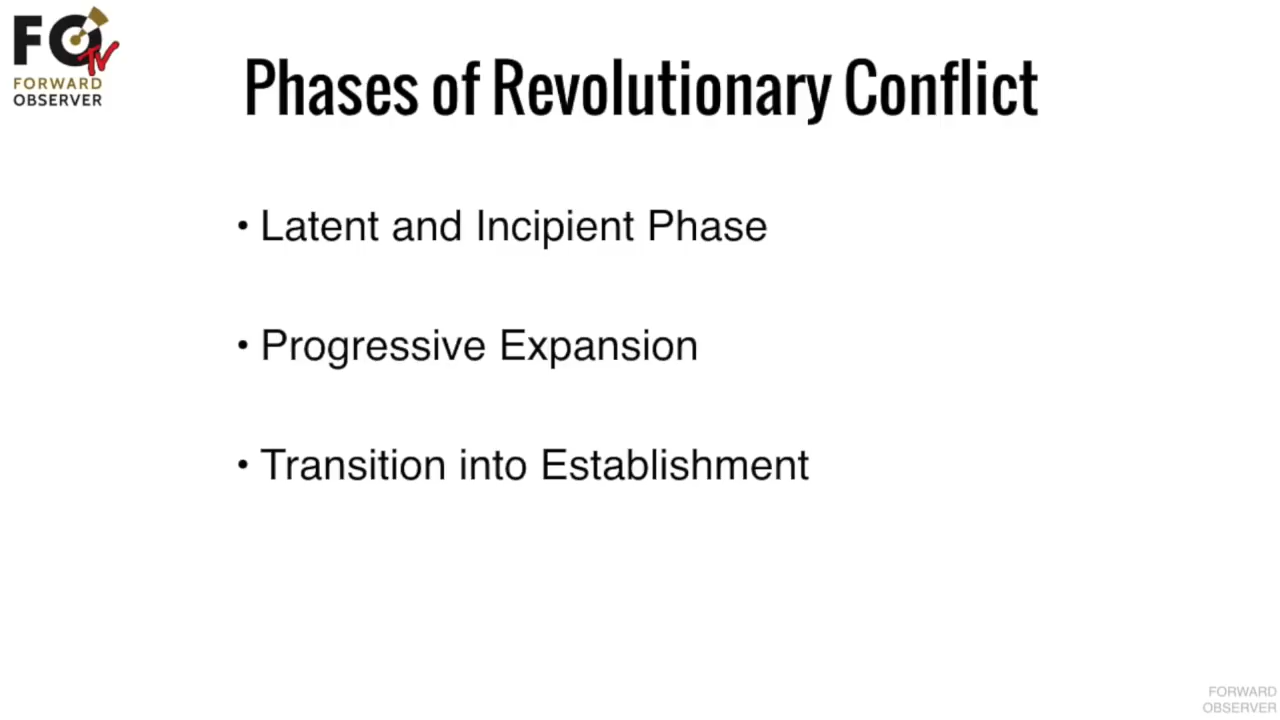 FO TV
FORWARD
OBSERVER
Phases of Revolutionary Conflict
• Latent and Incipient Phase
• Progressive Expansion
• Transition into Establishment
FORWARD
OBSERVER